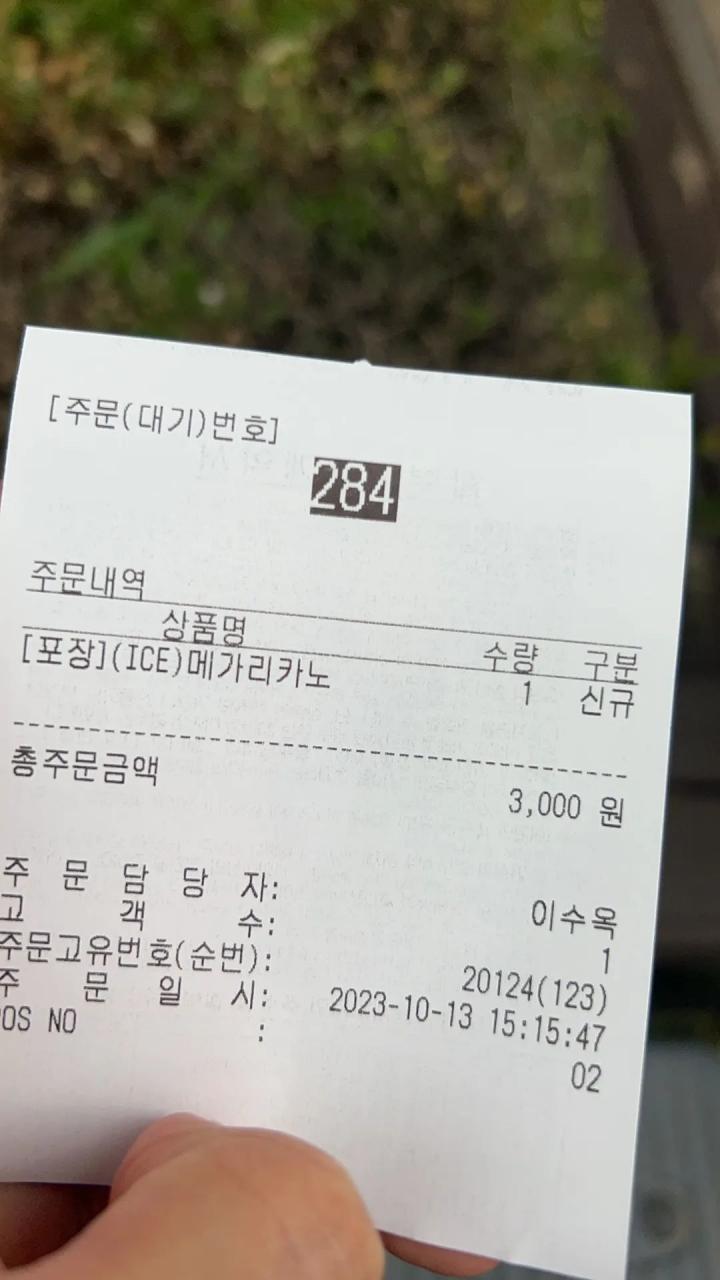 [주문(대기)번호]
284
주문내역
상품명 수량 구분
[포장](ICE)메가리카노 1 신규
총주문금액 3,000 원
주 문 담 당 자: 이수옥
고 객 수: 1
주문고유번호(순번): 20124(123)
주 문 일 시: 2023-10-13 15:15:47
POS NO : 02